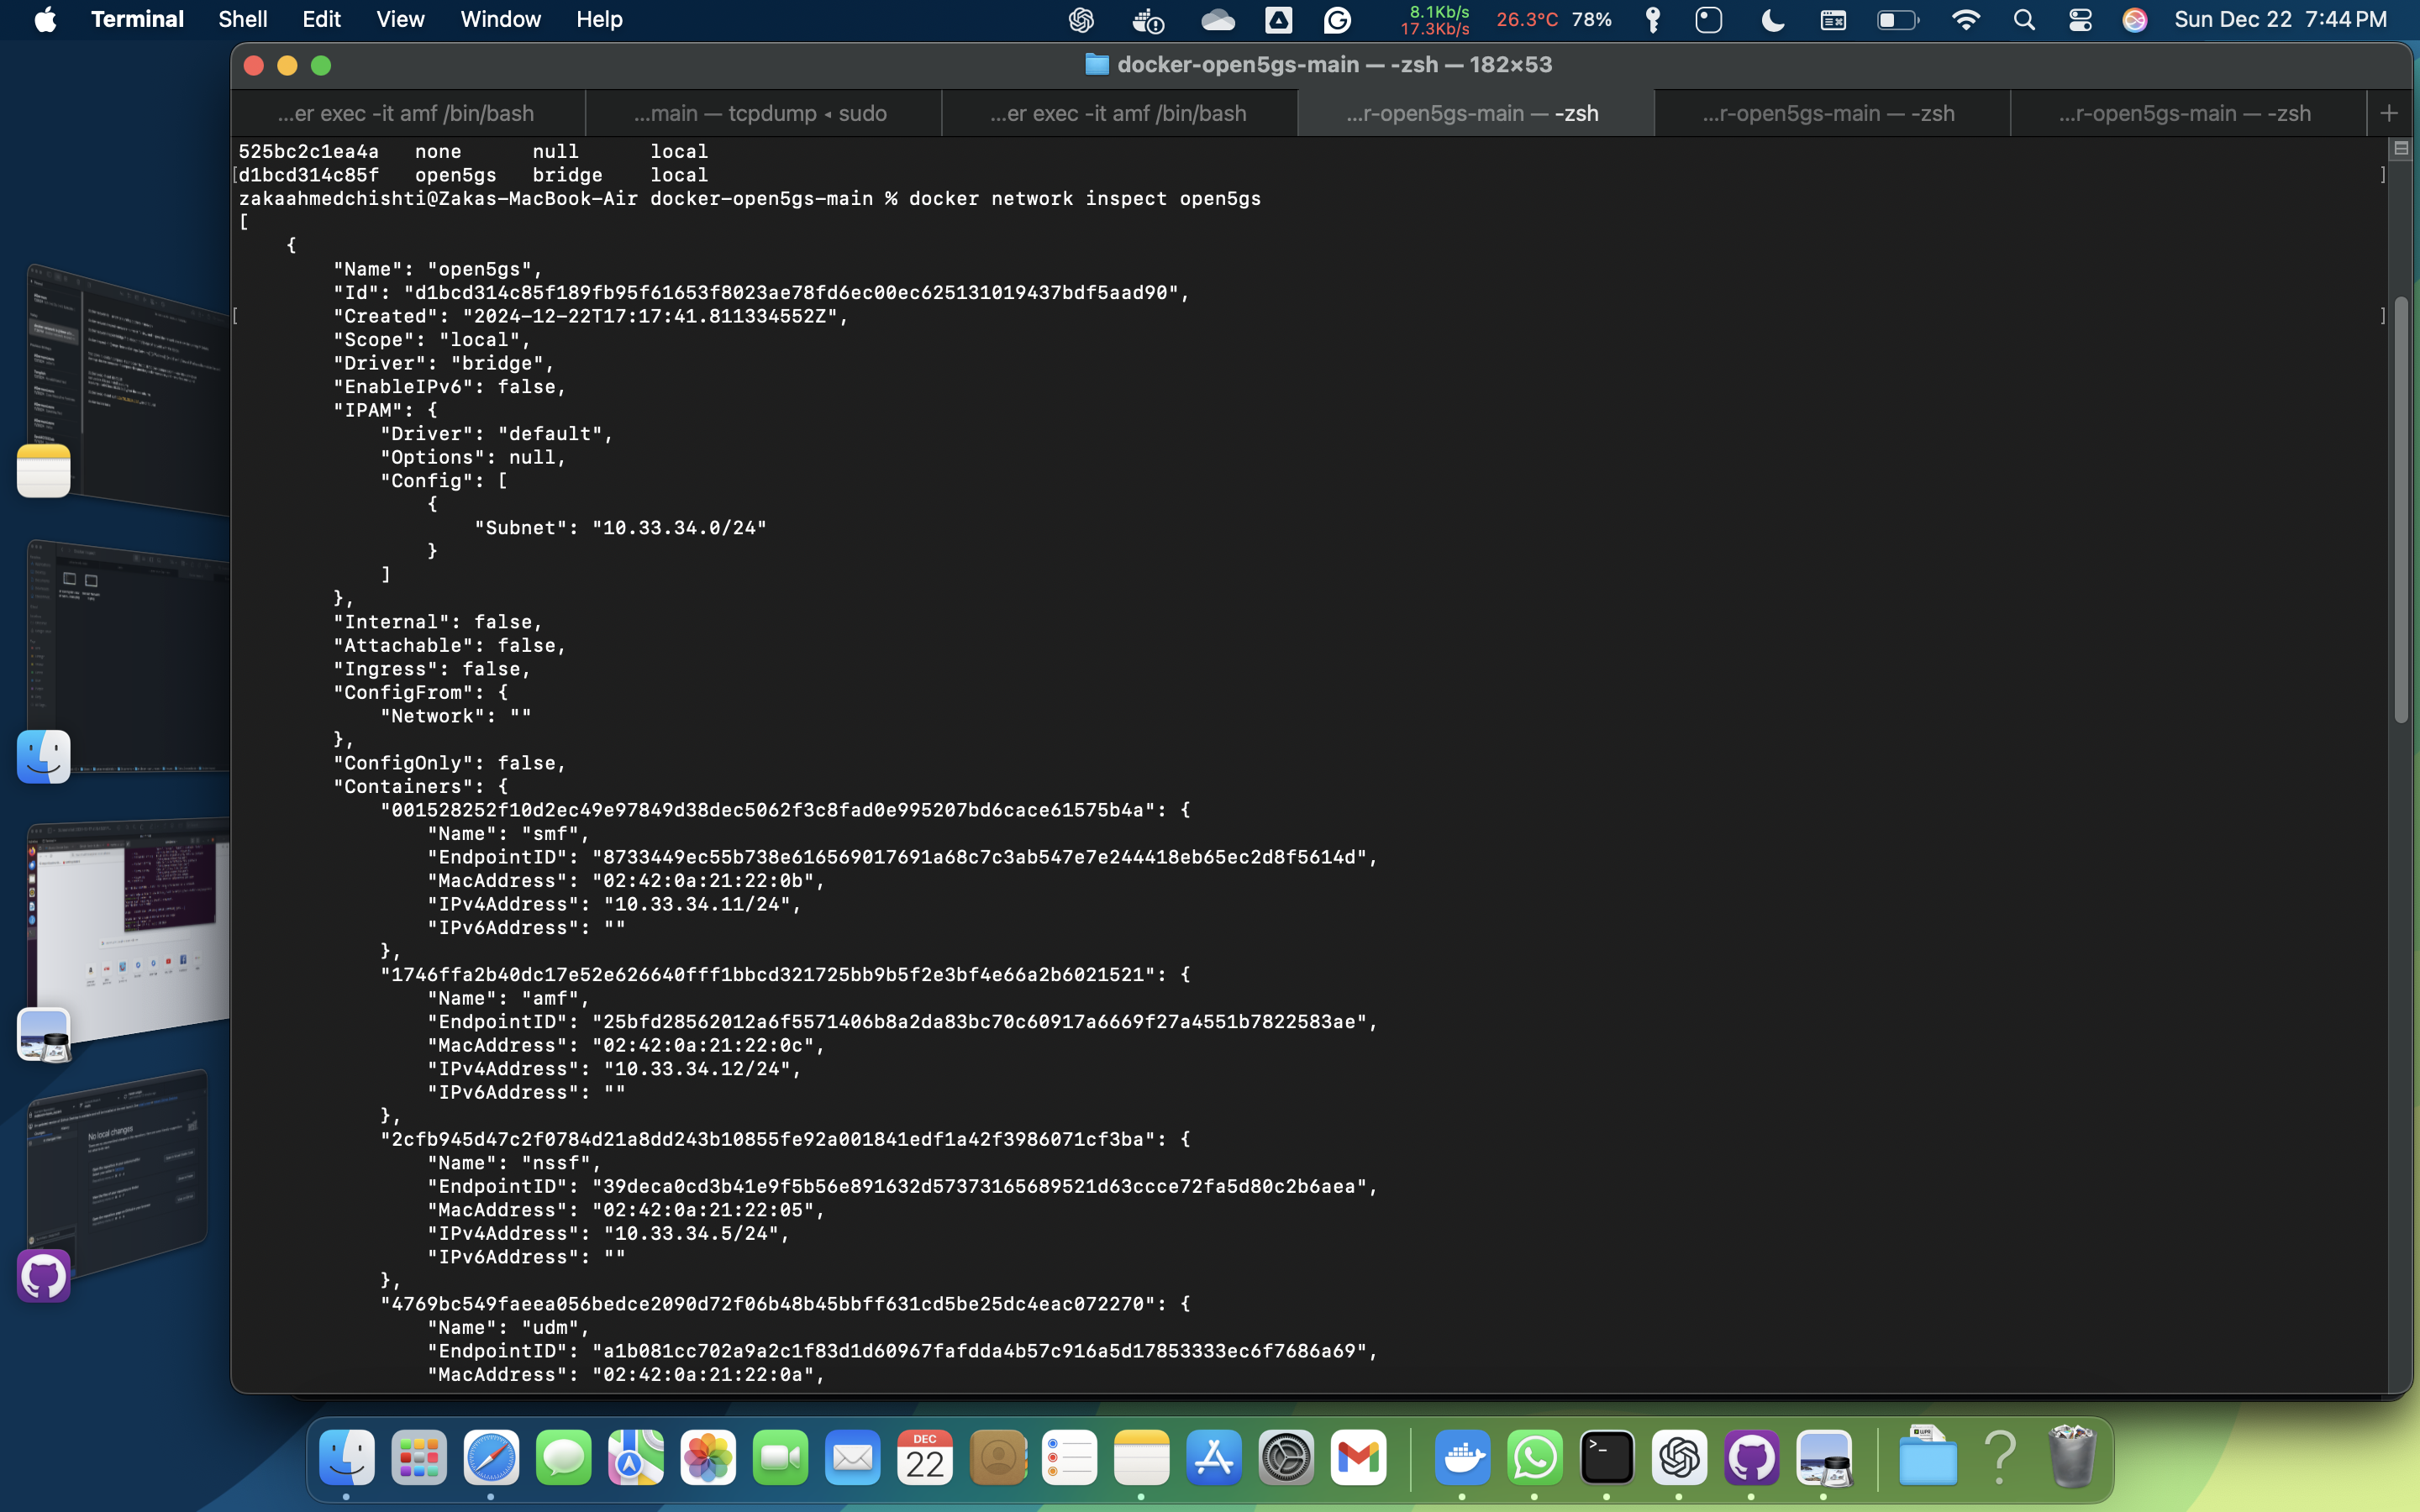 Terminal Shell Edit View Window Help 8.1Kb/s 17.3Kb/s 26.3°C 78% Sun Dec 22 7:44 PM
docker-open5gs-main — -zsh — 182×53
...er exec -it amf /bin/bash ...main — tcpdump ◂ sudo ...er exec -it amf /bin/bash ...r-open5gs-main — -zsh ...r-open5gs-main — -zsh ...r-open5gs-main — -zsh +
525bc2c1ea4a   none      null      local
[d1bcd314c85f   open5gs   bridge    local ]
zakaahmedchishti@Zakas-MacBook-Air docker-open5gs-main % docker network inspect open5gs
[
    {
        "Name": "open5gs",
        "Id": "d1bcd314c85f189fb95f61653f8023ae78fd6ec00ec625131019437bdf5aad90",
[       "Created": "2024-12-22T17:17:41.811334552Z", ]
        "Scope": "local",
        "Driver": "bridge",
        "EnableIPv6": false,
        "IPAM": {
            "Driver": "default",
            "Options": null,
            "Config": [
                {
                    "Subnet": "10.33.34.0/24"
                }
            ]
        },
        "Internal": false,
        "Attachable": false,
        "Ingress": false,
        "ConfigFrom": {
            "Network": ""
        },
        "ConfigOnly": false,
        "Containers": {
            "001528252f10d2ec49e97849d38dec5062f3c8fad0e995207bd6cace61575b4a": {
                "Name": "smf",
                "EndpointID": "8733449ec55b738e616569017691a68c7c3ab547e7e244418eb65ec2d8f5614d",
                "MacAddress": "02:42:0a:21:22:0b",
                "IPv4Address": "10.33.34.11/24",
                "IPv6Address": ""
            },
            "1746ffa2b40dc17e52e626640fff1bbcd321725bb9b5f2e3bf4e66a2b6021521": {
                "Name": "amf",
                "EndpointID": "25bfd28562012a6f5571406b8a2da83bc70c60917a6669f27a4551b7822583ae",
                "MacAddress": "02:42:0a:21:22:0c",
                "IPv4Address": "10.33.34.12/24",
                "IPv6Address": ""
            },
            "2cfb945d47c2f0784d21a8dd243b10855fe92a001841edf1a42f3986071cf3ba": {
                "Name": "nssf",
                "EndpointID": "39deca0cd3b41e9f5b56e891632d57373165689521d63ccce72fa5d80c2b6aea",
                "MacAddress": "02:42:0a:21:22:05",
                "IPv4Address": "10.33.34.5/24",
                "IPv6Address": ""
            },
            "4769bc549faeea056bedce2090d72f06b48b45bbff631cd5be25dc4eac072270": {
                "Name": "udm",
                "EndpointID": "a1b081cc702a9a2c1f83d1d60967fafdda4b57c916a5d17853333ec6f7686a69",
                "MacAddress": "02:42:0a:21:22:0a",
No local changes
DEC
22